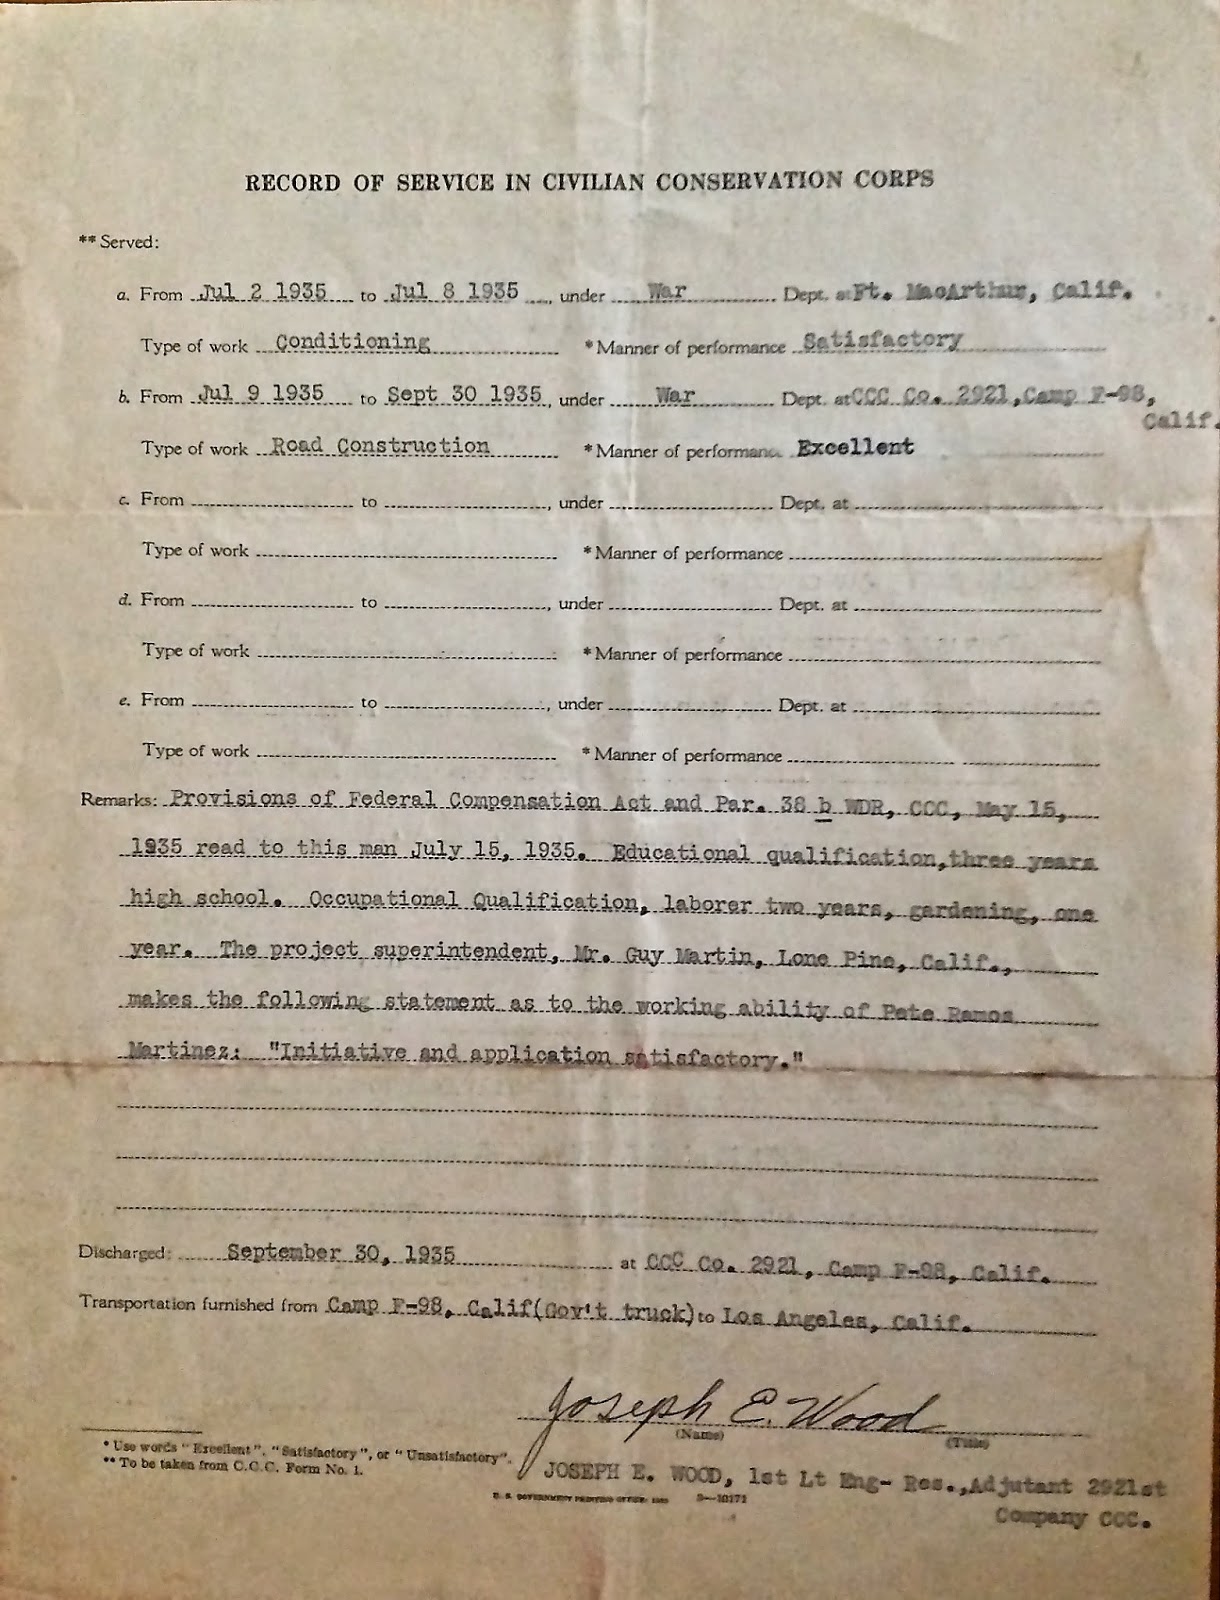 RECORD OF SERVICE IN CIVILIAN CONSERVATION CORPS
** Served:
a. From Jul 2 1935 to Jul 8 1935, under War Dept. at Ft. MacArthur, Calif.
Type of work Conditioning * Manner of performance Satisfactory
b. From Jul 9 1935 to Sept 30 1935, under War Dept. at CCC Co. 2921, Camp F-98,
Calif.
Type of work Road Construction * Manner of performance Excellent
c. From to , under Dept. at
Type of work * Manner of performance
d. From to , under Dept. at
Type of work * Manner of performance
e. From to , under Dept. at
Type of work * Manner of performance
Remarks: Provisions of Federal Compensation Act and Par. 38 b WDR, CCC, May 15,
1935 read to this man July 15, 1935. Educational qualification, three years
high school. Occupational Qualification, laborer two years, gardening, one
year. The project superintendent, Mr. Guy Martin, Lone Pine, Calif.,
makes the following statement as to the working ability of Pete Ramos
Martinez: "Initiative and application satisfactory."
Discharged: September 30, 1935 at CCC Co. 2921, Camp F-98, Calif.
Transportation furnished from Camp F-98, Calif(Gov't truck) to Los Angeles, Calif.
Joseph E. Wood
(Name) (Title)
* Use words "Excellent", "Satisfactory", or "Unsatisfactory".
** To be taken from C.C.C. Form No. 1.
JOSEPH E. WOOD, 1st Lt Eng- Res.,Adjutant 2921st
U. S. GOVERNMENT PRINTING OFFICE: 3—10171
Company CCC.